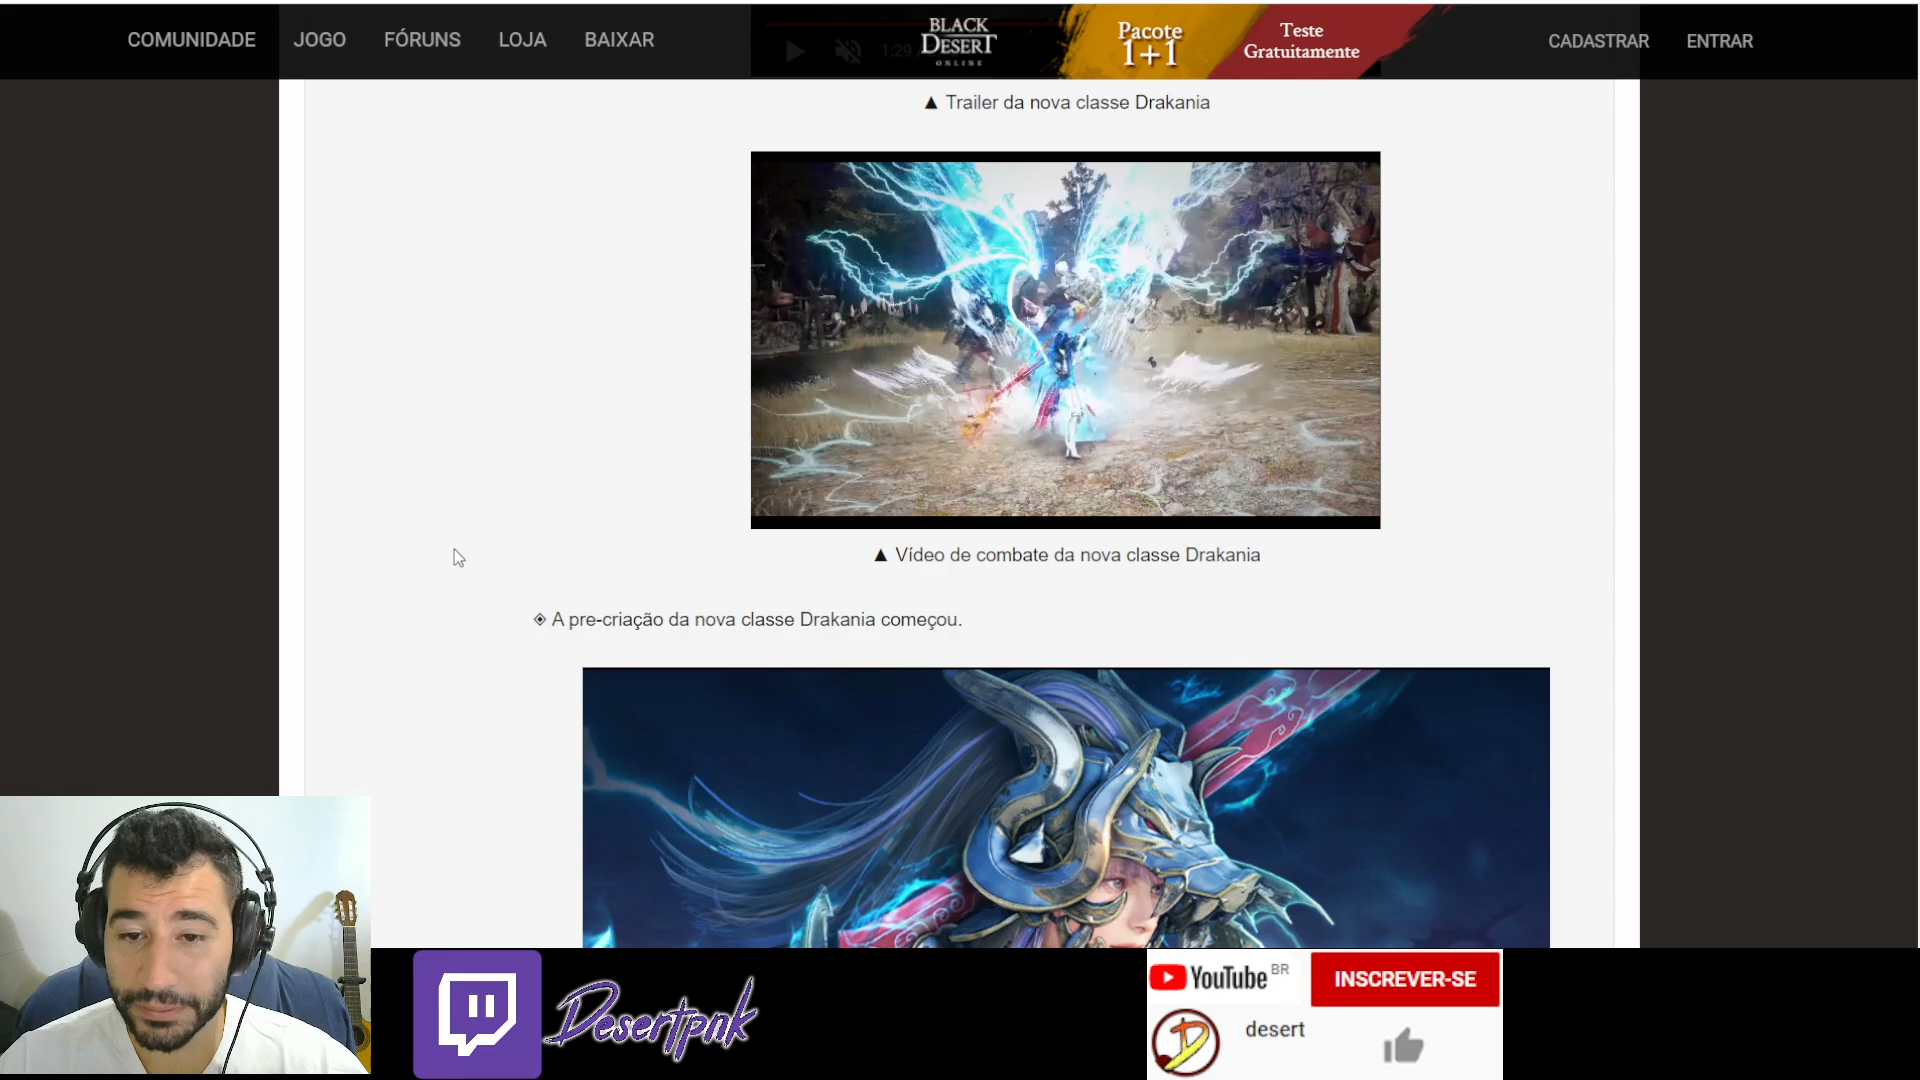 COMUNIDADE JOGO FÓRUNS LOJA BAIXAR
1:29
BLACK
DESERT
ONLINE
Pacote
1+1
Teste
Gratuitamente
CADASTRAR ENTRAR
▲ Trailer da nova classe Drakania
▲ Vídeo de combate da nova classe Drakania
◈ A pre-criação da nova classe Drakania começou.
Desertpnk
YouTube BR
INSCREVER-SE
D
desert